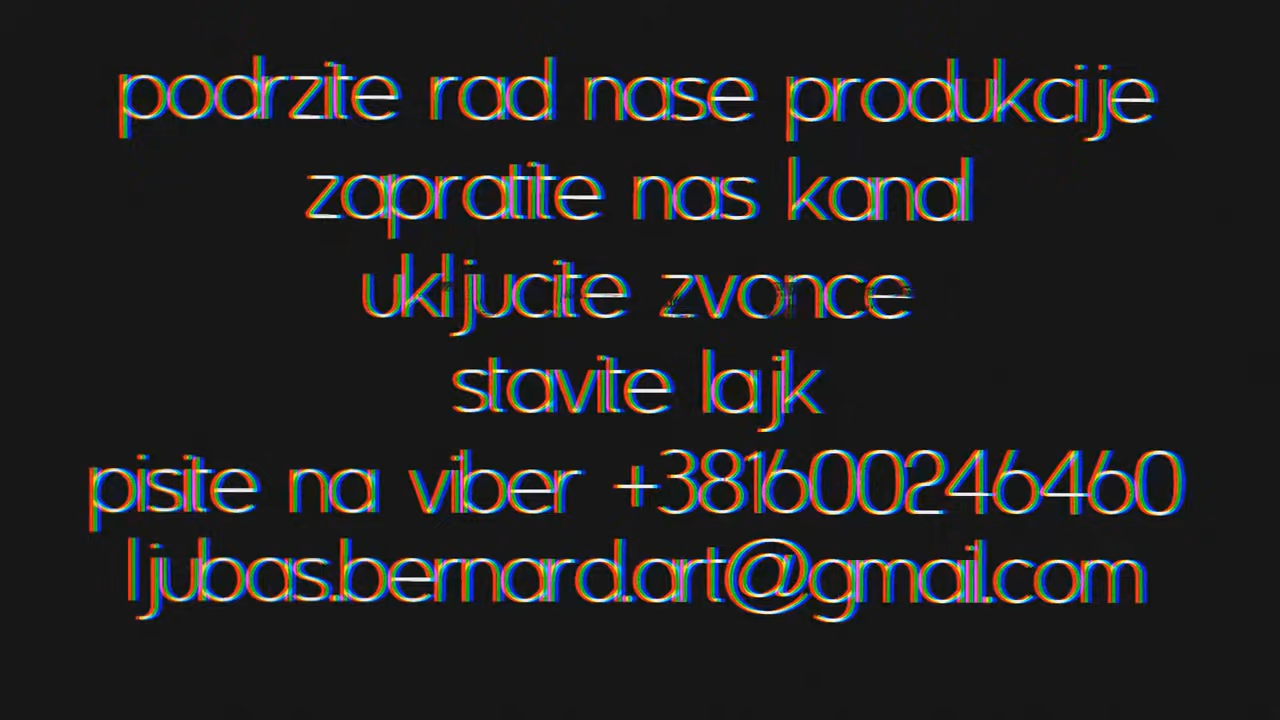 podrzite rad nase produkcije
zapratite nas kanal
ukljucite zvonce
stavite lajk
pisite na viber +381600246460
ljubas.bernard.art@gmail.com